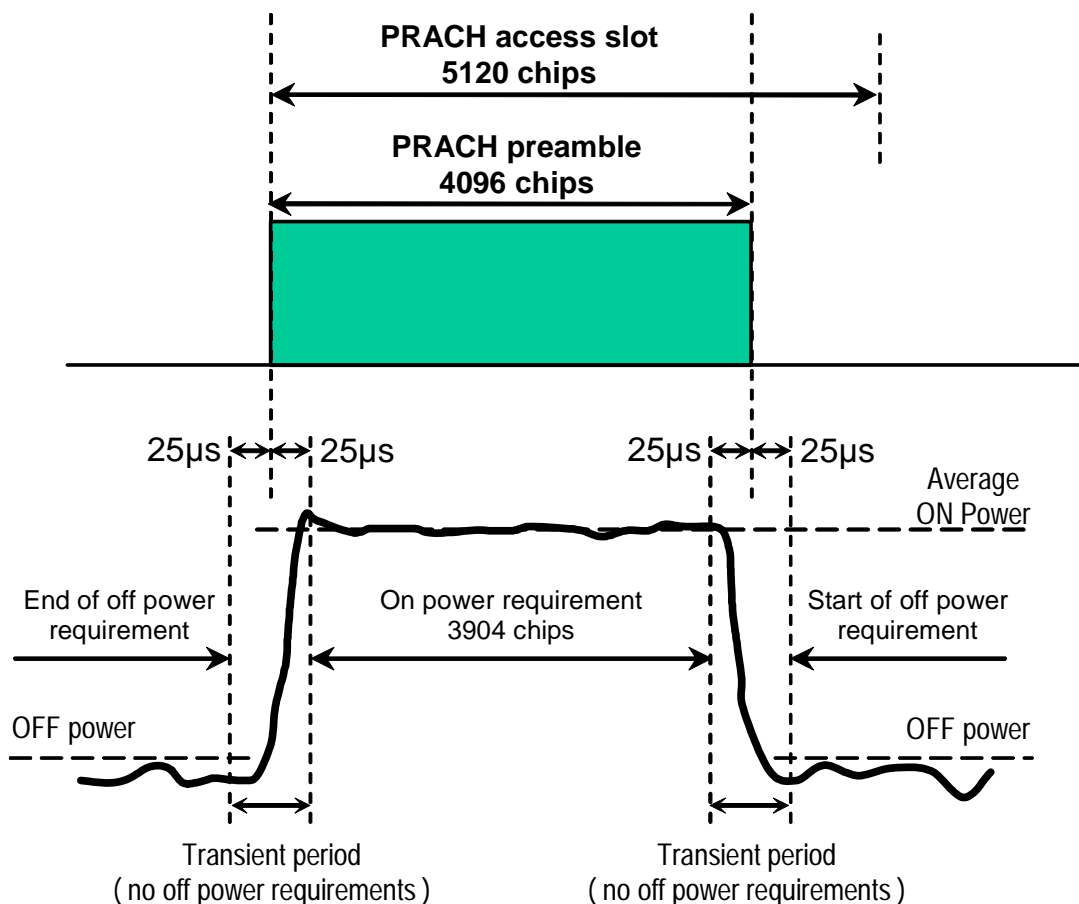 PRACH access slot
5120 chips
PRACH preamble
4096 chips
25µs
25µs
25µs
25µs
Average
ON Power
End of off power
requirement
On power requirement
3904 chips
Start of off power
requirement
OFF power
OFF power
Transient period
( no off power requirements )
Transient period
( no off power requirements )